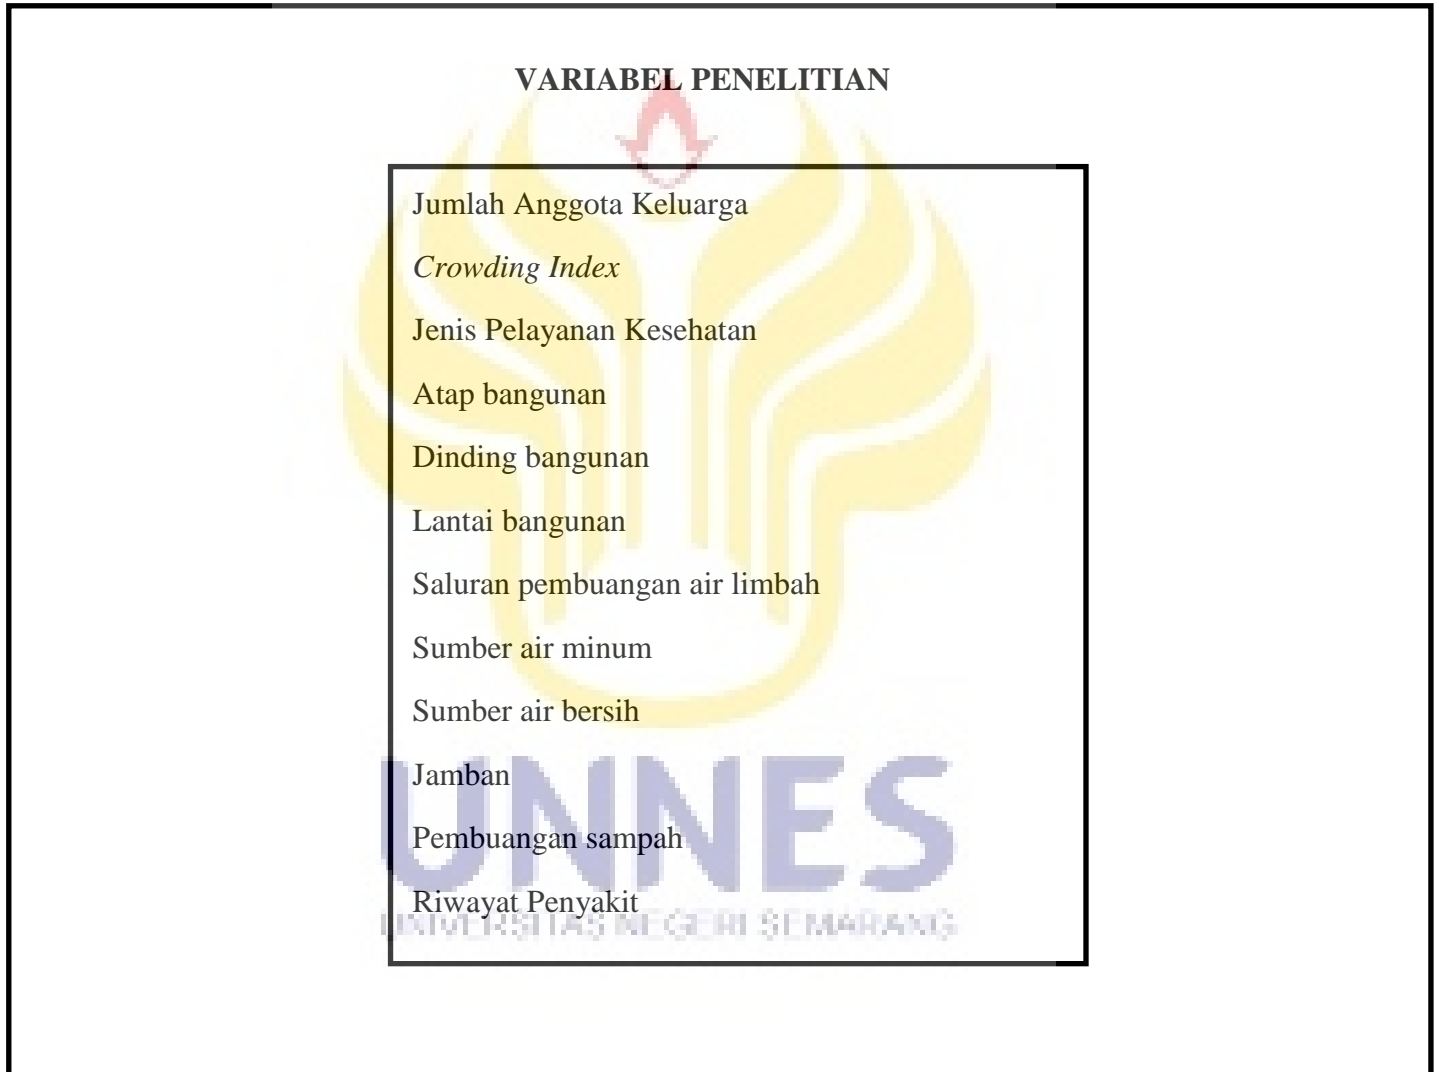 VARIABEL PENELITIAN
Jumlah Anggota Keluarga
Crowding Index
Jenis Pelayanan Kesehatan
Atap bangunan
Dinding bangunan
Lantai bangunan
Saluran pembuangan air limbah
Sumber air minum
Sumber air bersih
Jamban
Pembuangan sampah
Riwayat Penyakit
UNNES
UNIVERSITAS NEGERI SEMARANG